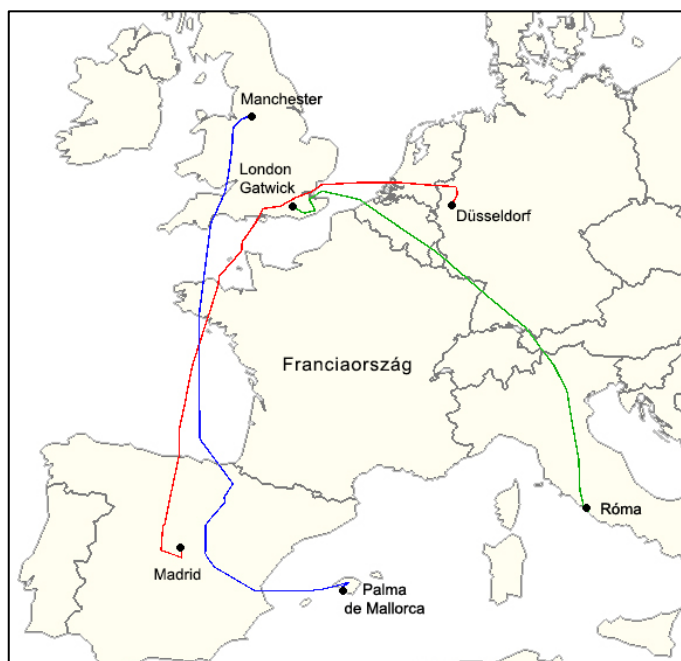 Manchester
London
Gatwick
Düsseldorf
Franciaország
Róma
Madrid
Palma
de Mallorca